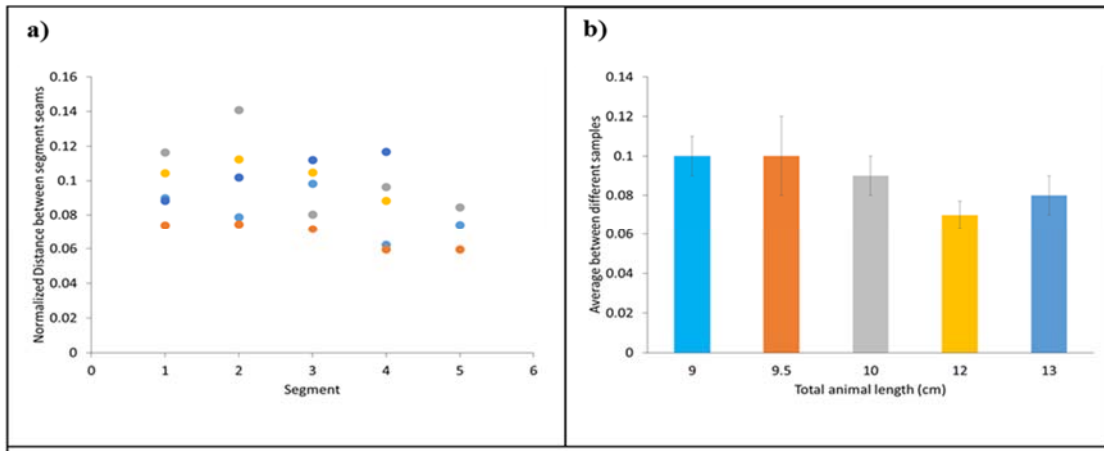 a)
Normalized Distance between segment seams
0.16
0.14
0.12
0.1
0.08
0.06
0.04
0.02
0
0 1 2 3 4 5 6
Segment
b)
Average between different samples
0.14
0.12
0.1
0.08
0.06
0.04
0.02
0
9 9.5 10 12 13
Total animal length (cm)